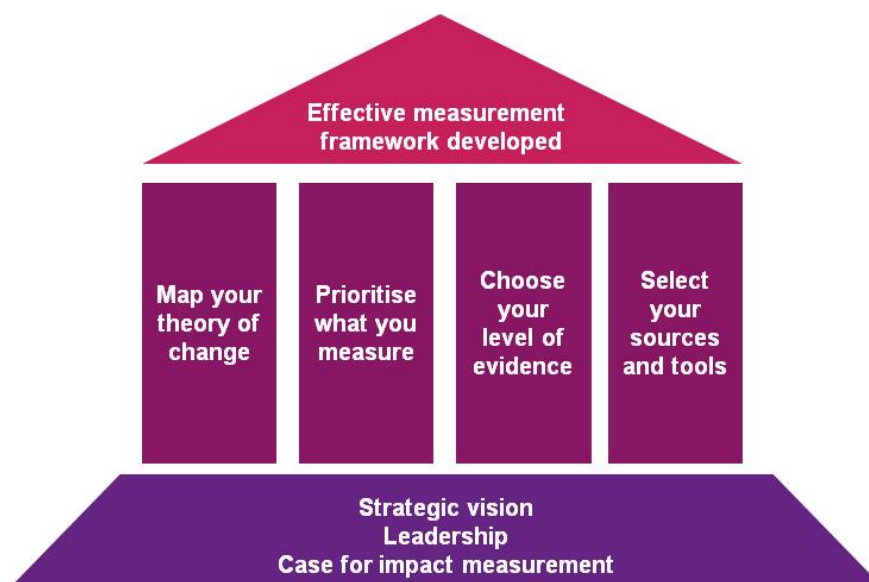 Effective measurement
framework developed
Map your
theory of
change
Prioritise
what you
measure
Choose
your
level of
evidence
Select
your
sources
and tools
Strategic vision
Leadership
Case for impact measurement